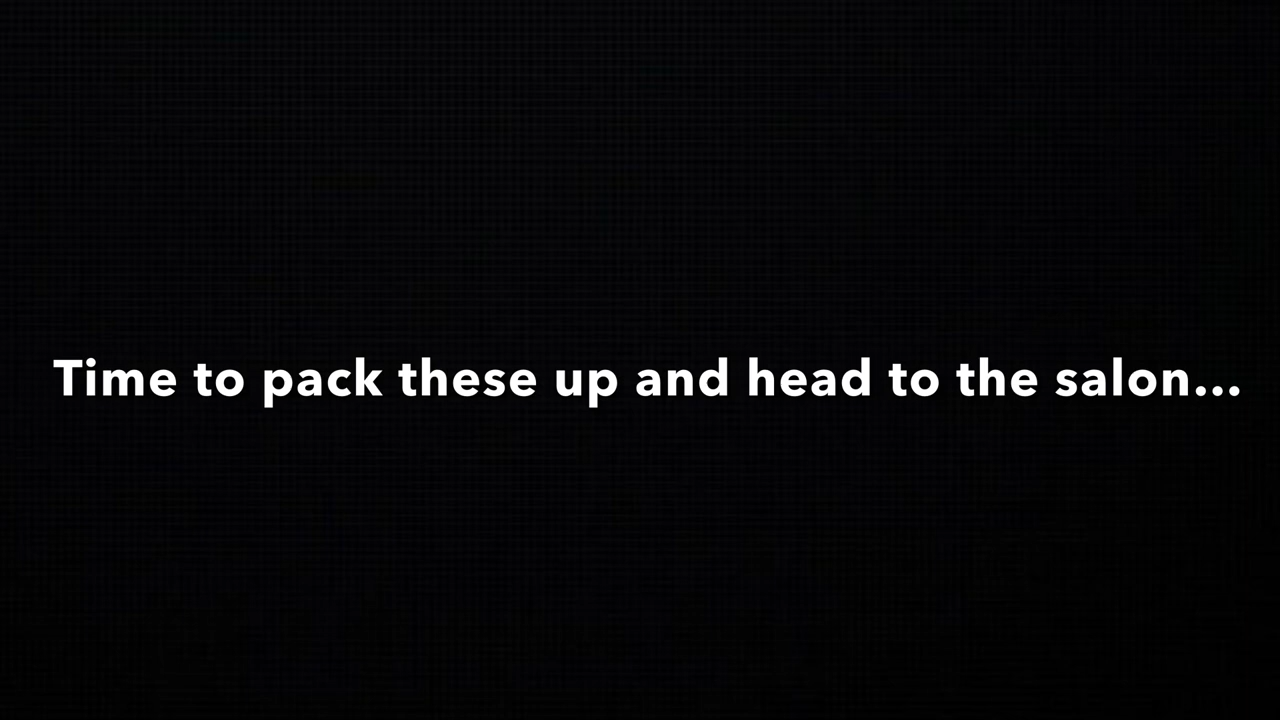 Time to pack these up and head to the salon...